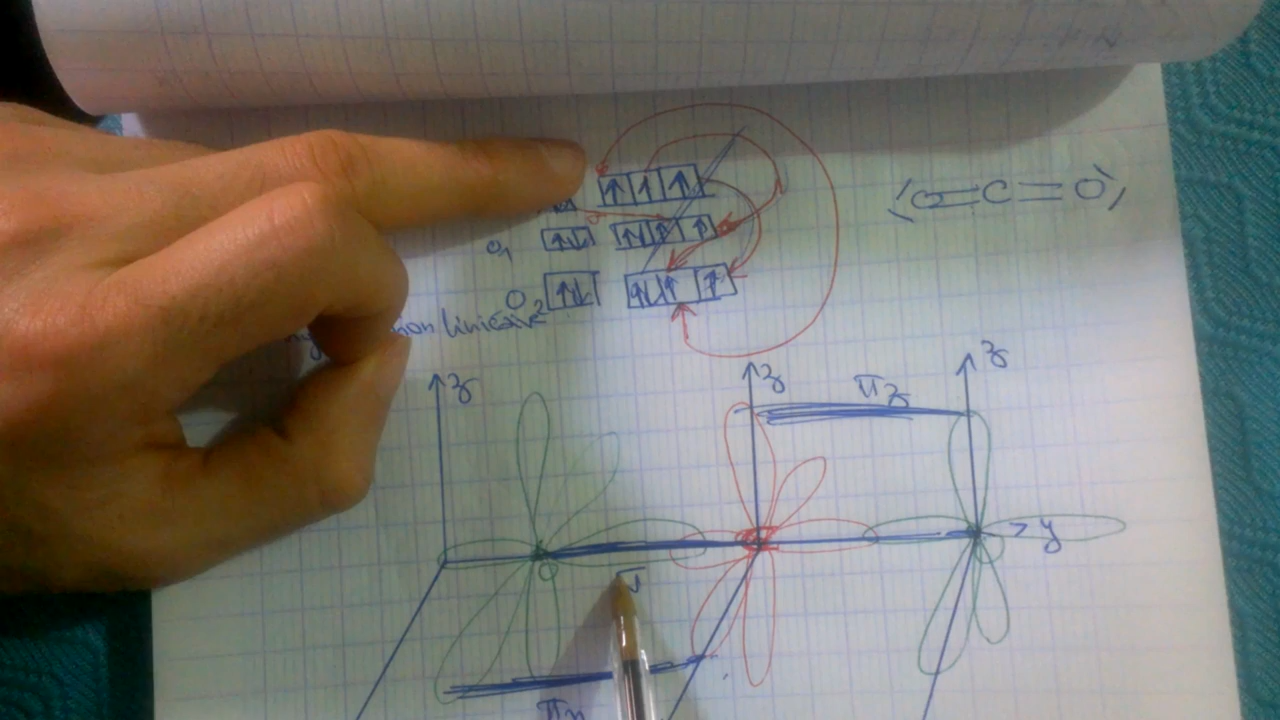 ↑ ↑ ↑
⟨O=C=O⟩
O₁ ↑↓ ↑↓ ↑ ↑
O₂ ↑↓ ↑↓ ↑ ↑
non linéaire
z
z
z
πz
y
σ
πx